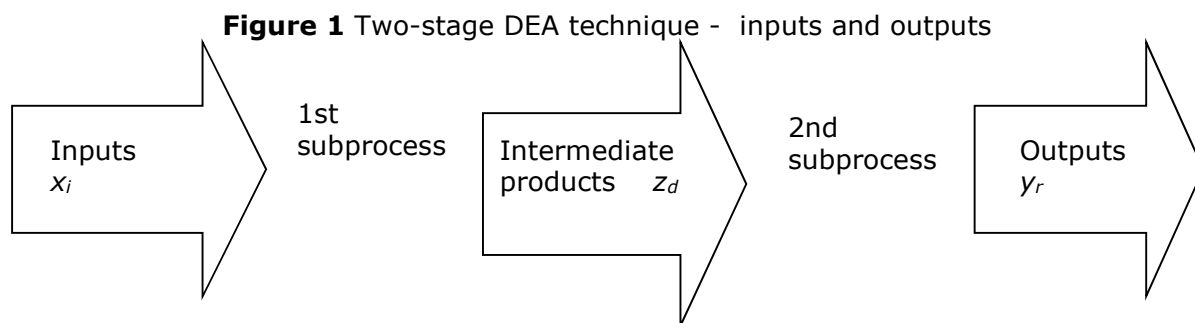 Figure 1 Two-stage DEA technique - inputs and outputs
Inputs
xi
1st
subprocess
Intermediate
products zd
2nd
subprocess
Outputs
yr